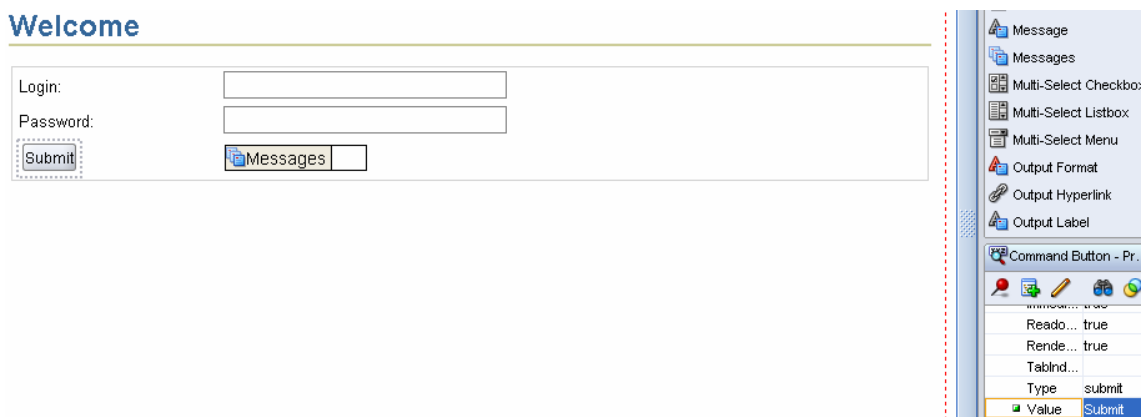 Welcome
Login:
Password:
Submit
Messages
Message
Messages
Multi-Select Checkbox
Multi-Select Listbox
Multi-Select Menu
Output Format
Output Hyperlink
Output Label
Command Button - Pr...
Reado... true
Rende... true
TabInd...
Type submit
Value Submit